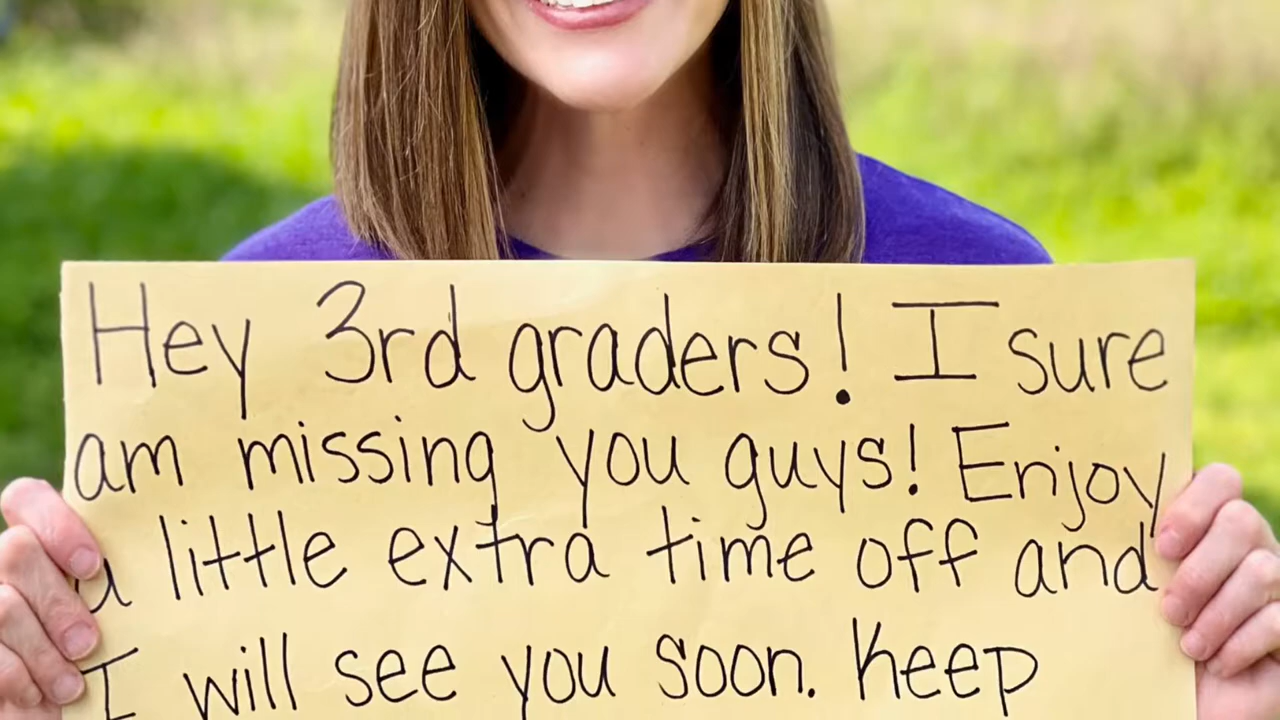 Hey 3rd graders! I sure
am missing you guys! Enjoy
a little extra time off and
I will see you soon. Keep